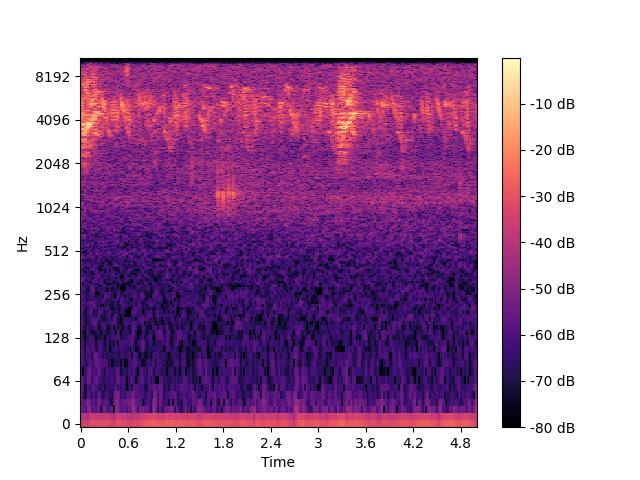 8192
4096
2048
1024
512
256
128
64
0
Hz
0 0.6 1.2 1.8 2.4 3 3.6 4.2 4.8
Time
-10 dB
-20 dB
-30 dB
-40 dB
-50 dB
-60 dB
-70 dB
-80 dB